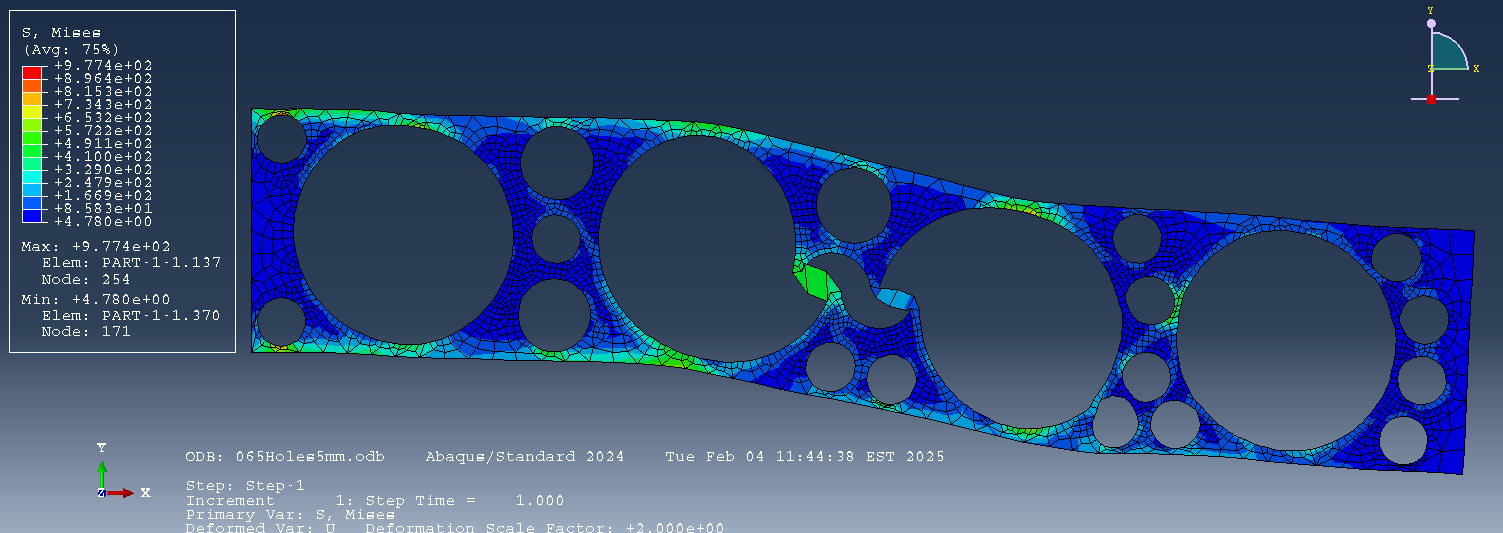 S, Mises
(Avg: 75%)
+9.774e+02
+8.964e+02
+8.153e+02
+7.343e+02
+6.532e+02
+5.722e+02
+4.911e+02
+4.100e+02
+3.290e+02
+2.479e+02
+1.669e+02
+8.583e+01
+4.780e+00
Max: +9.774e+02
Elem: PART-1-1.137
Node: 254
Min: +4.780e+00
Elem: PART-1-1.370
Node: 171
Y
Z
X
Y
Z
X
ODB: 065Holes5mm.odb Abaqus/Standard 2024 Tue Feb 04 11:44:38 EST 2025
Step: Step-1
Increment 1: Step Time = 1.000
Primary Var: S, Mises
Deformed Var: U Deformation Scale Factor: +2.000e+00